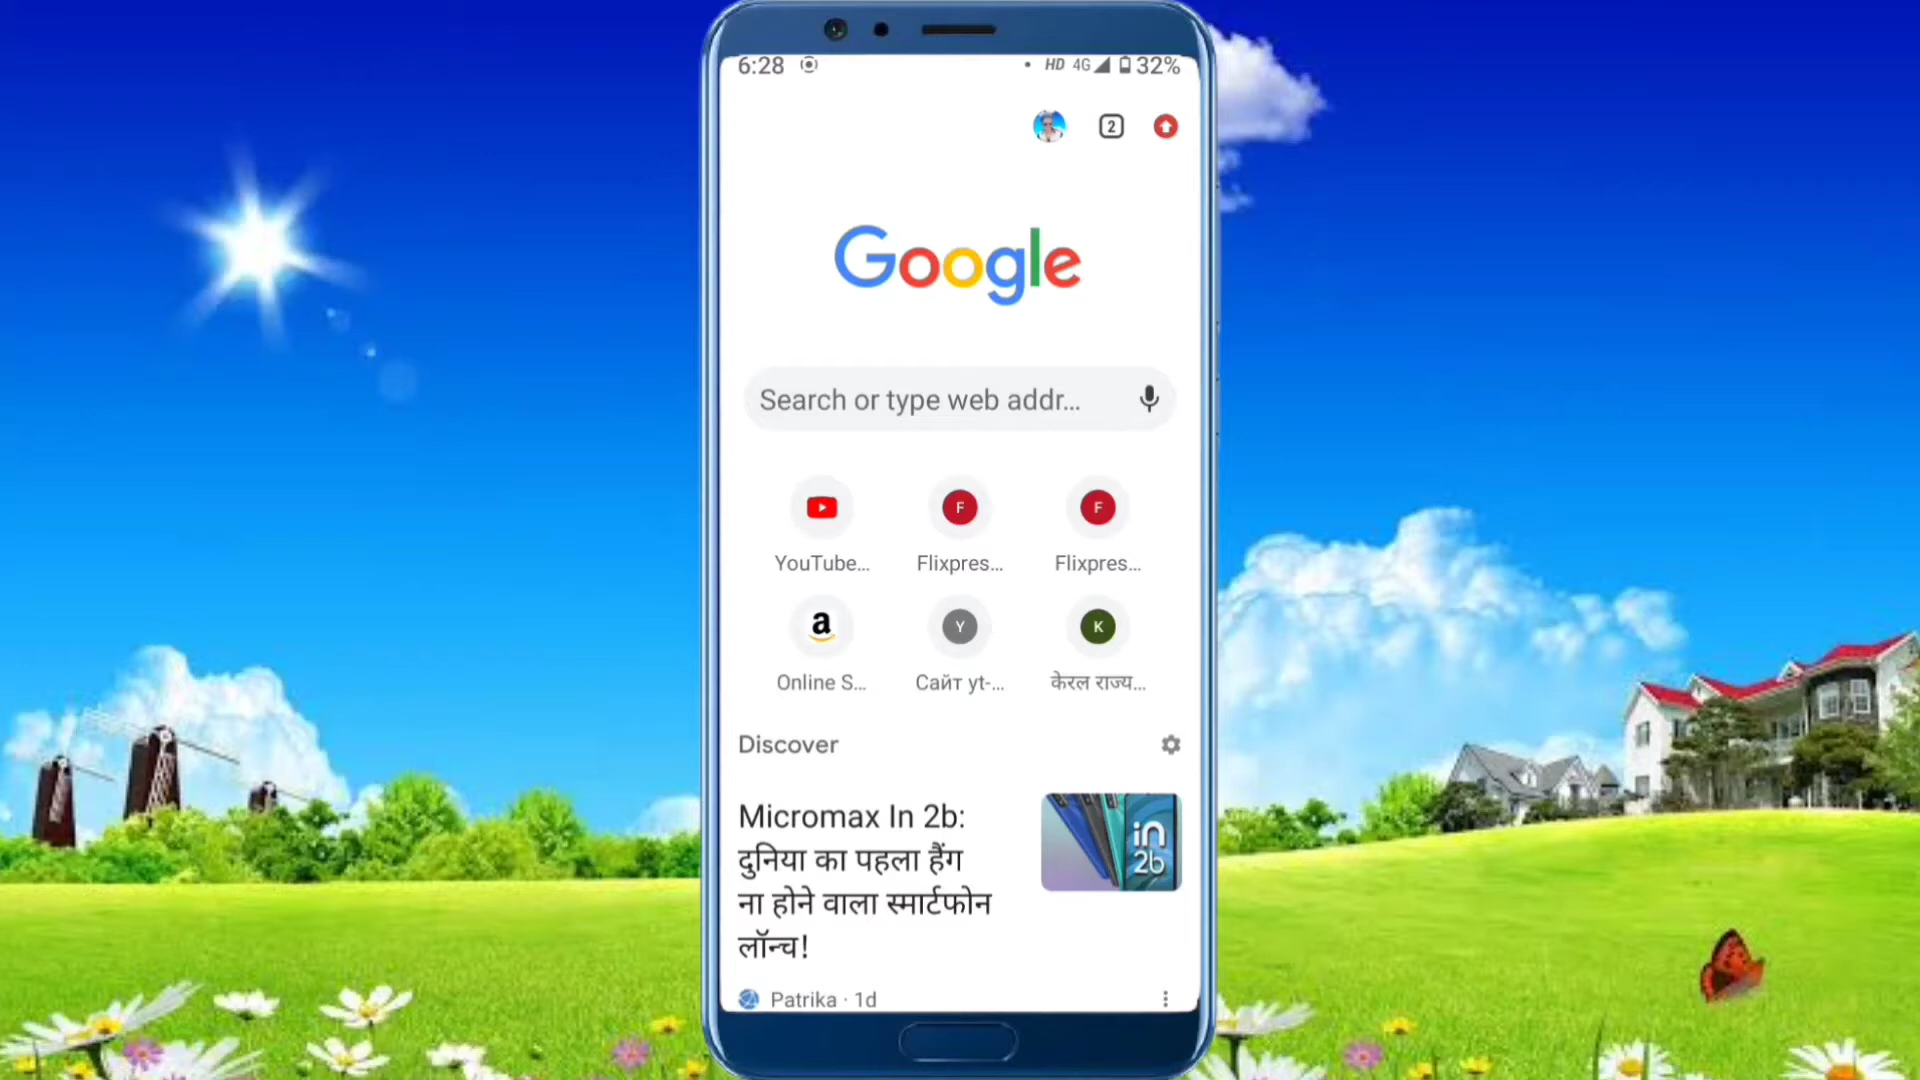 6:28 HD 4G 32%
2
Google
Search or type web addr...
F F
YouTube... Flixpres... Flixpres...
a Y K
Online S... Сайт yt-... केरल राज्य...
Discover
Micromax In 2b:
दुनिया का पहला हैंग
ना होने वाला स्मार्टफोन
लॉन्च!
in
2b
Patrika · 1d